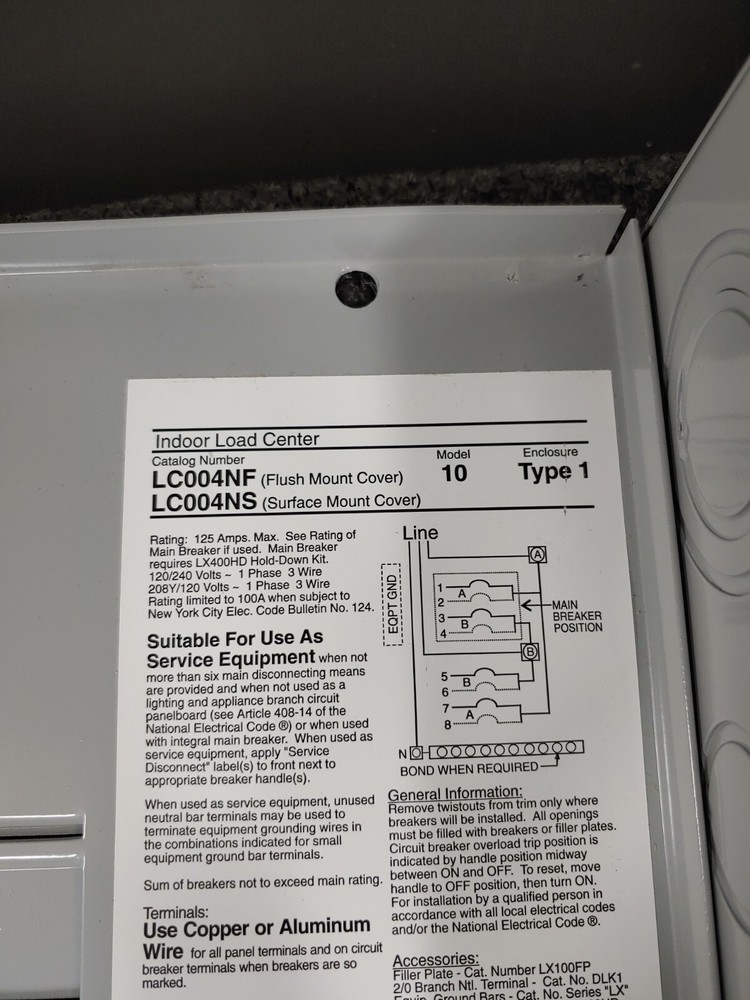 Indoor Load Center
Catalog Number Model Enclosure
LC004NF (Flush Mount Cover) 10 Type 1
LC004NS (Surface Mount Cover)
Rating: 125 Amps. Max. See Rating of
Main Breaker if used. Main Breaker
requires LX400HD Hold-Down Kit.
120/240 Volts ~ 1 Phase 3 Wire
208Y/120 Volts ~ 1 Phase 3 Wire
Rating limited to 100A when subject to
New York City Elec. Code Bulletin No. 124.
Suitable For Use As
Service Equipment when not
more than six main disconnecting means
are provided and when not used as a
lighting and appliance branch circuit
panelboard (see Article 408-14 of the
National Electrical Code ®) or when used
with integral main breaker. When used as
service equipment, apply "Service
Disconnect" label(s) to front next to
appropriate breaker handle(s).
When used as service equipment, unused
neutral bar terminals may be used to
terminate equipment grounding wires in
the combinations indicated for small
equipment ground bar terminals.
Sum of breakers not to exceed main rating.
Terminals:
Use Copper or Aluminum
Wire for all panel terminals and on circuit
breaker terminals when breakers are so
marked.
Line
A
EQPT GND
1
A
2
3
B
4
MAIN
BREAKER
POSITION
B
5
B
6
7
A
8
N
BOND WHEN REQUIRED
General Information:
Remove twistouts from trim only where
breakers will be installed. All openings
must be filled with breakers or filler plates.
Circuit breaker overload trip position is
indicated by handle position midway
between ON and OFF. To reset, move
handle to OFF position, then turn ON.
For installation by a qualified person in
accordance with all local electrical codes
and/or the National Electrical Code ®.
Accessories:
Filler Plate - Cat. Number LX100FP
2/0 Branch Ntl. Terminal - Cat. No. DLK1
Equip. Ground Bars - Cat. No. Series "LX"